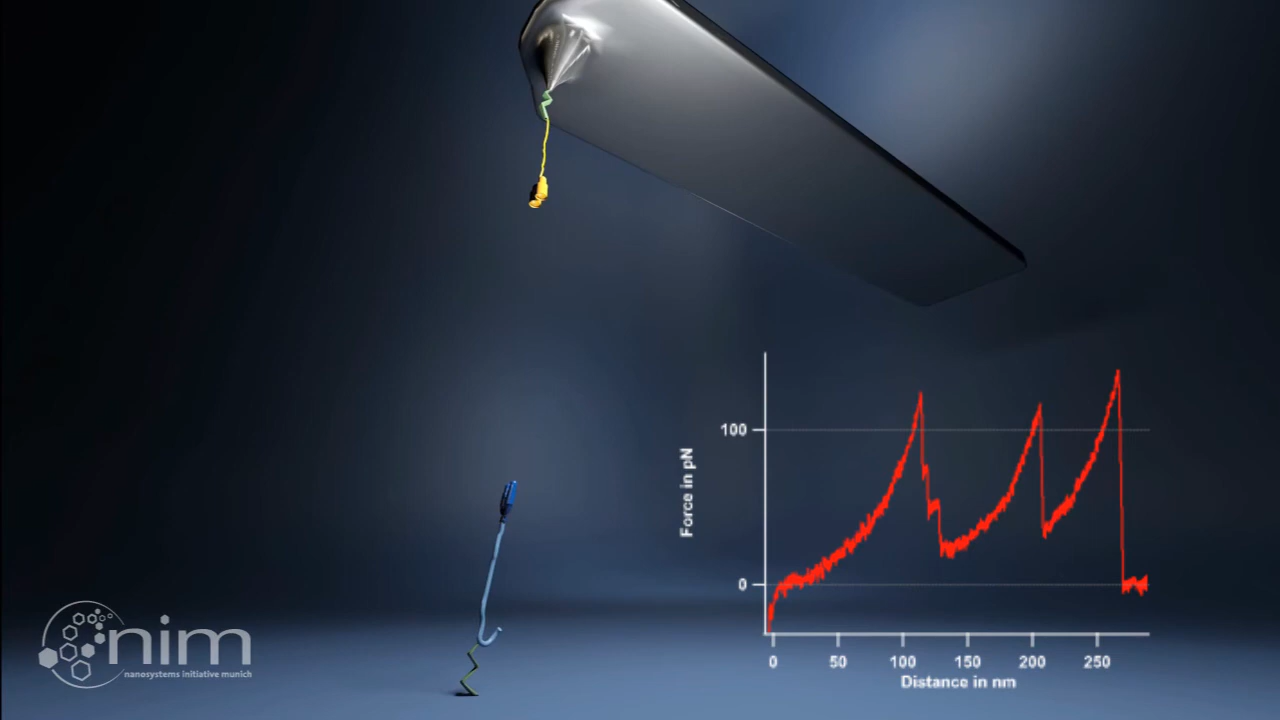 100
0
Force in pN
0 50 100 150 200 250
Distance in nm
nim
nanosystems initiative munich